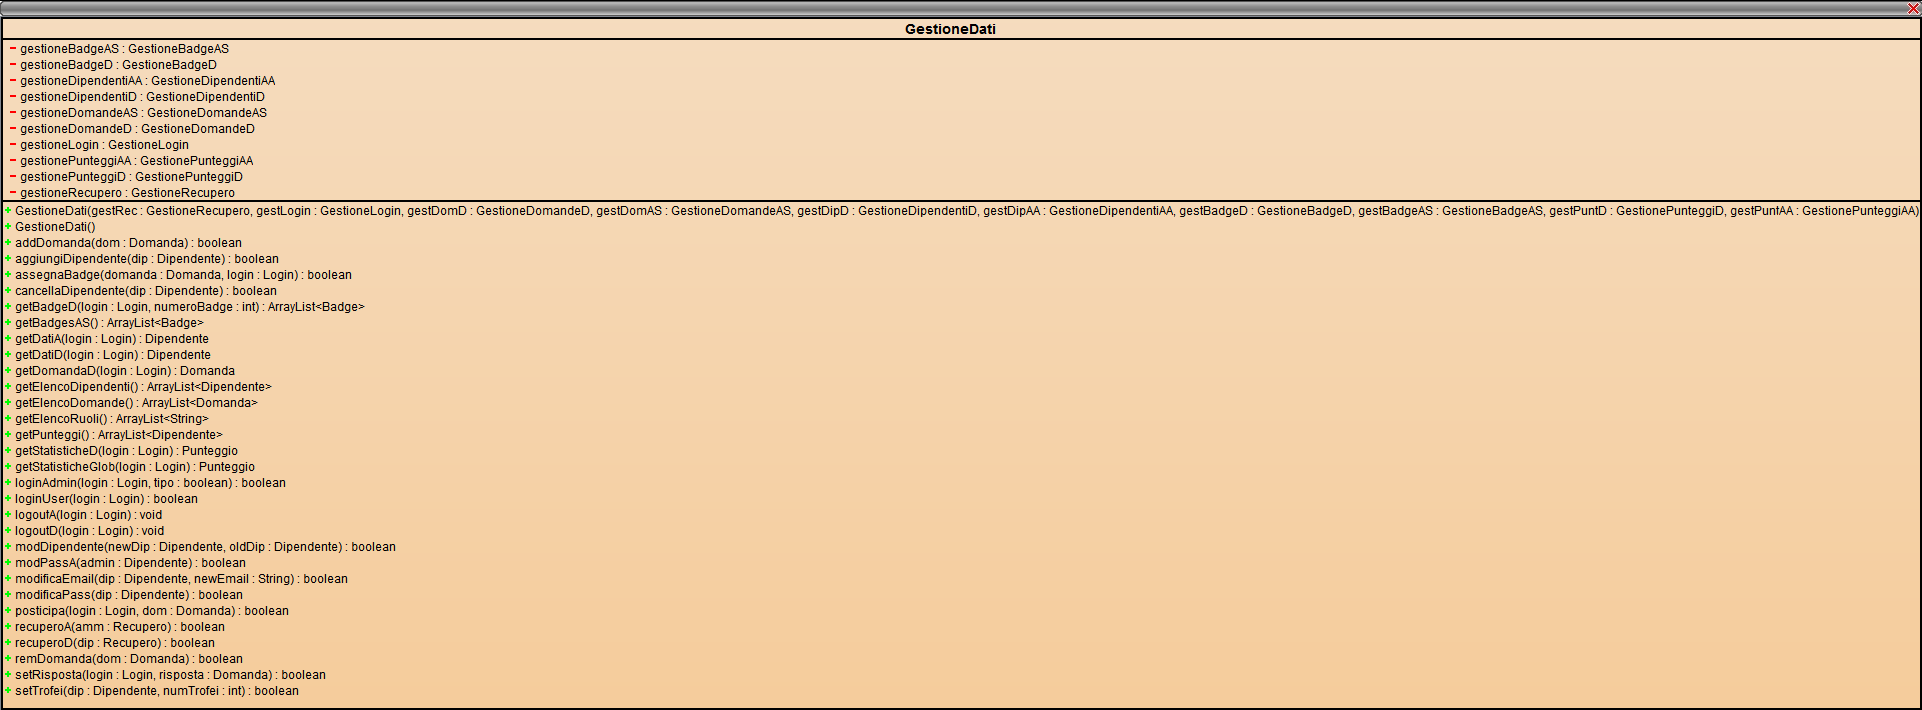 GestioneDati
- gestioneBadgeAS : GestioneBadgeAS
- gestioneBadgeD : GestioneBadgeD
- gestioneDipendentiAA : GestioneDipendentiAA
- gestioneDipendentiD : GestioneDipendentiD
- gestioneDomandeAS : GestioneDomandeAS
- gestioneDomandeD : GestioneDomandeD
- gestioneLogin : GestioneLogin
- gestionePunteggiAA : GestionePunteggiAA
- gestionePunteggiD : GestionePunteggiD
- gestioneRecupero : GestioneRecupero
+ GestioneDati(gestRec : GestioneRecupero, gestLogin : GestioneLogin, gestDomD : GestioneDomandeD, gestDomAS : GestioneDomandeAS, gestDipD : GestioneDipendentiD, gestDipAA : GestioneDipendentiAA, gestBadgeD : GestioneBadgeD, gestBadgeAS : GestioneBadgeAS, gestPuntD : GestionePunteggiD, gestPuntAA : GestionePunteggiAA)
+ GestioneDati()
+ addDomanda(dom : Domanda) : boolean
+ aggiungiDipendente(dip : Dipendente) : boolean
+ assegnaBadge(domanda : Domanda, login : Login) : boolean
+ cancellaDipendente(dip : Dipendente) : boolean
+ getBadgeD(login : Login, numeroBadge : int) : ArrayList<Badge>
+ getBadgesAS() : ArrayList<Badge>
+ getDatiA(login : Login) : Dipendente
+ getDatiD(login : Login) : Dipendente
+ getDomandaD(login : Login) : Domanda
+ getElencoDipendenti() : ArrayList<Dipendente>
+ getElencoDomande() : ArrayList<Domanda>
+ getElencoRuoli() : ArrayList<String>
+ getPunteggi() : ArrayList<Dipendente>
+ getStatisticheD(login : Login) : Punteggio
+ getStatisticheGlob(login : Login) : Punteggio
+ loginAdmin(login : Login, tipo : boolean) : boolean
+ loginUser(login : Login) : boolean
+ logoutA(login : Login) : void
+ logoutD(login : Login) : void
+ modDipendente(newDip : Dipendente, oldDip : Dipendente) : boolean
+ modPassA(admin : Dipendente) : boolean
+ modificaEmail(dip : Dipendente, newEmail : String) : boolean
+ modificaPass(dip : Dipendente) : boolean
+ posticipa(login : Login, dom : Domanda) : boolean
+ recuperoA(amm : Recupero) : boolean
+ recuperoD(dip : Recupero) : boolean
+ remDomanda(dom : Domanda) : boolean
+ setRisposta(login : Login, risposta : Domanda) : boolean
+ setTrofei(dip : Dipendente, numTrofei : int) : boolean